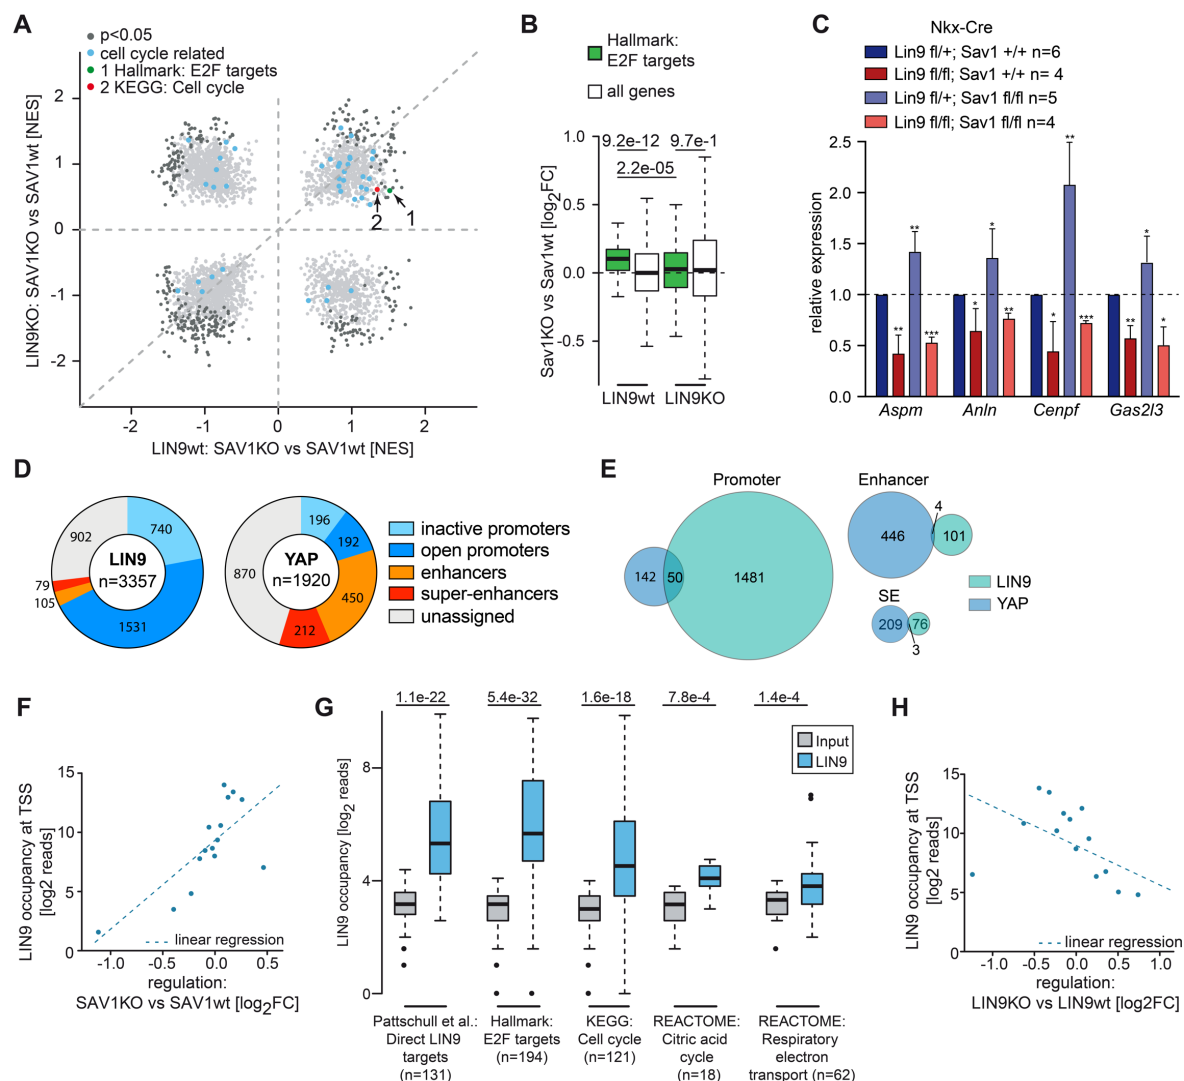 A
p<0.05
cell cycle related
1 Hallmark: E2F targets
2 KEGG: Cell cycle
LIN9KO: SAV1KO vs SAV1wt [NES]
2
1
0
-1
-2
2
1
-2
-1
0
1
2
LIN9wt: SAV1KO vs SAV1wt [NES]
B
Hallmark:
E2F targets
all genes
Sav1KO vs Sav1wt [log2FC]
1.0
0.5
0.0
-0.5
9.2e-12
9.7e-1
2.2e-05
LIN9wt
LIN9KO
C
Nkx-Cre
Lin9 fl/+; Sav1 +/+ n=6
Lin9 fl/fl; Sav1 +/+ n= 4
Lin9 fl/+; Sav1 fl/fl n=5
Lin9 fl/fl; Sav1 fl/fl n=4
relative expression
2.5
2.0
1.5
1.0
0.5
0.0
** ** ***
* * **
* ** ***
** * *
Aspm
Anln
Cenpf
Gas2l3
D
902
740
79
105
1531
LIN9
n=3357
196
192
870
450
212
YAP
n=1920
inactive promoters
open promoters
enhancers
super-enhancers
unassigned
E
Promoter
142
50
1481
Enhancer
446
4
101
SE
209
76
3
LIN9
YAP
F
LIN9 occupancy at TSS
[log2 reads]
15
10
5
0
linear regression
-1.0
-0.5
0.0
0.5
regulation:
SAV1KO vs SAV1wt [log2FC]
G
1.1e-22
5.4e-32
1.6e-18
7.8e-4
1.4e-4
Input
LIN9
LIN9 occupancy [log2 reads]
8
4
0
Pattschull et al.:
Direct LIN9
targets
(n=131)
Hallmark:
E2F targets
(n=194)
KEGG:
Cell cycle
(n=121)
REACTOME:
Citric acid
cycle
(n=18)
REACTOME:
Respiratory
electron
transport (n=62)
H
LIN9 occupancy at TSS
[log2 reads]
15
10
5
0
linear regression
-1.0
-0.5
0.0
0.5
1.0
regulation:
LIN9KO vs LIN9wt [log2FC]